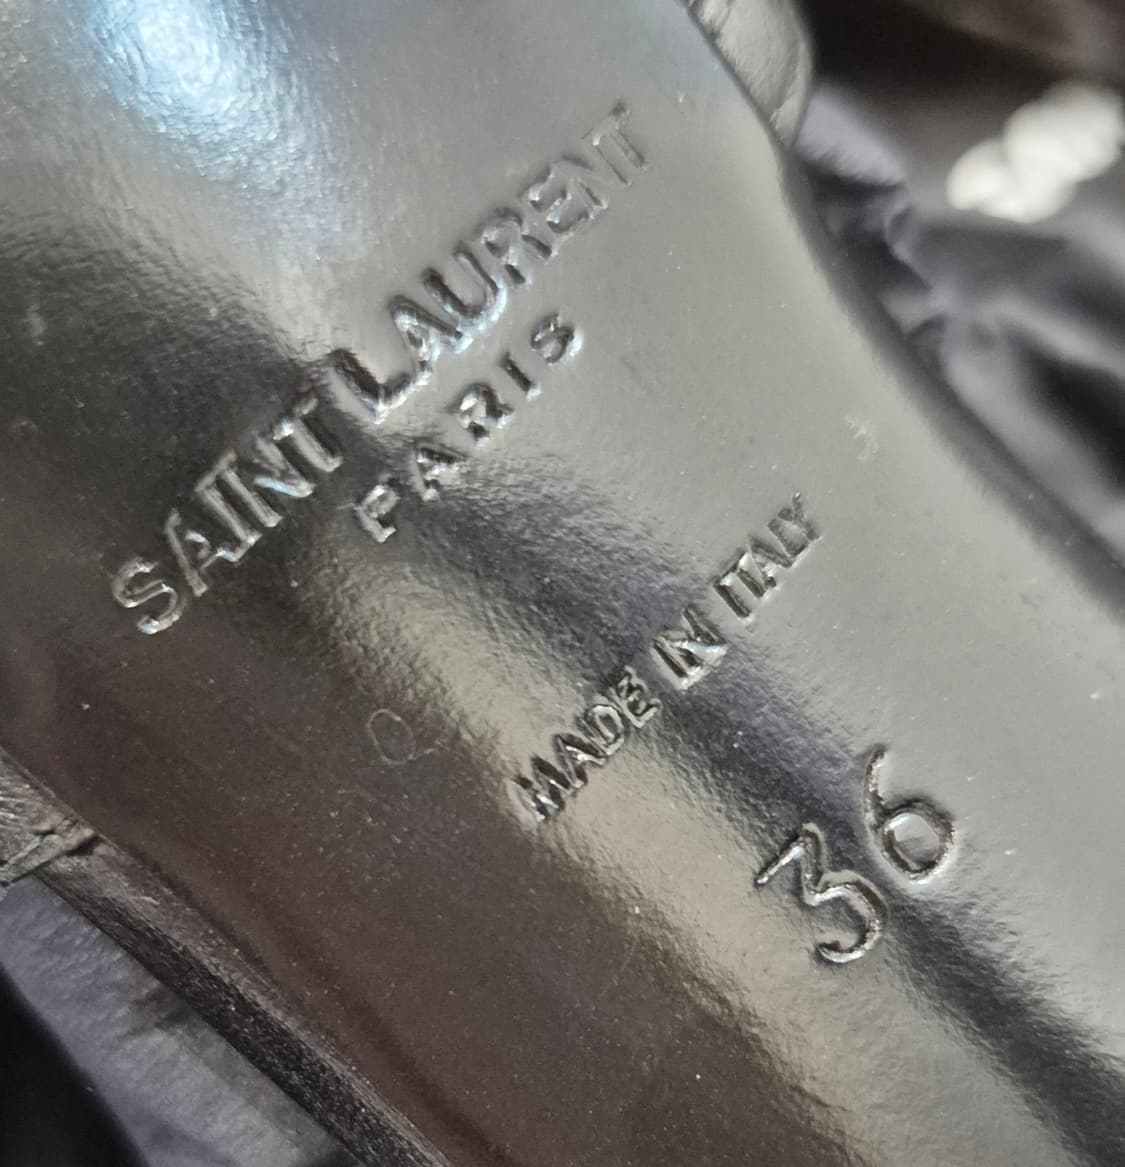 SAINT LAURENT
PARIS
MADE IN ITALY
36